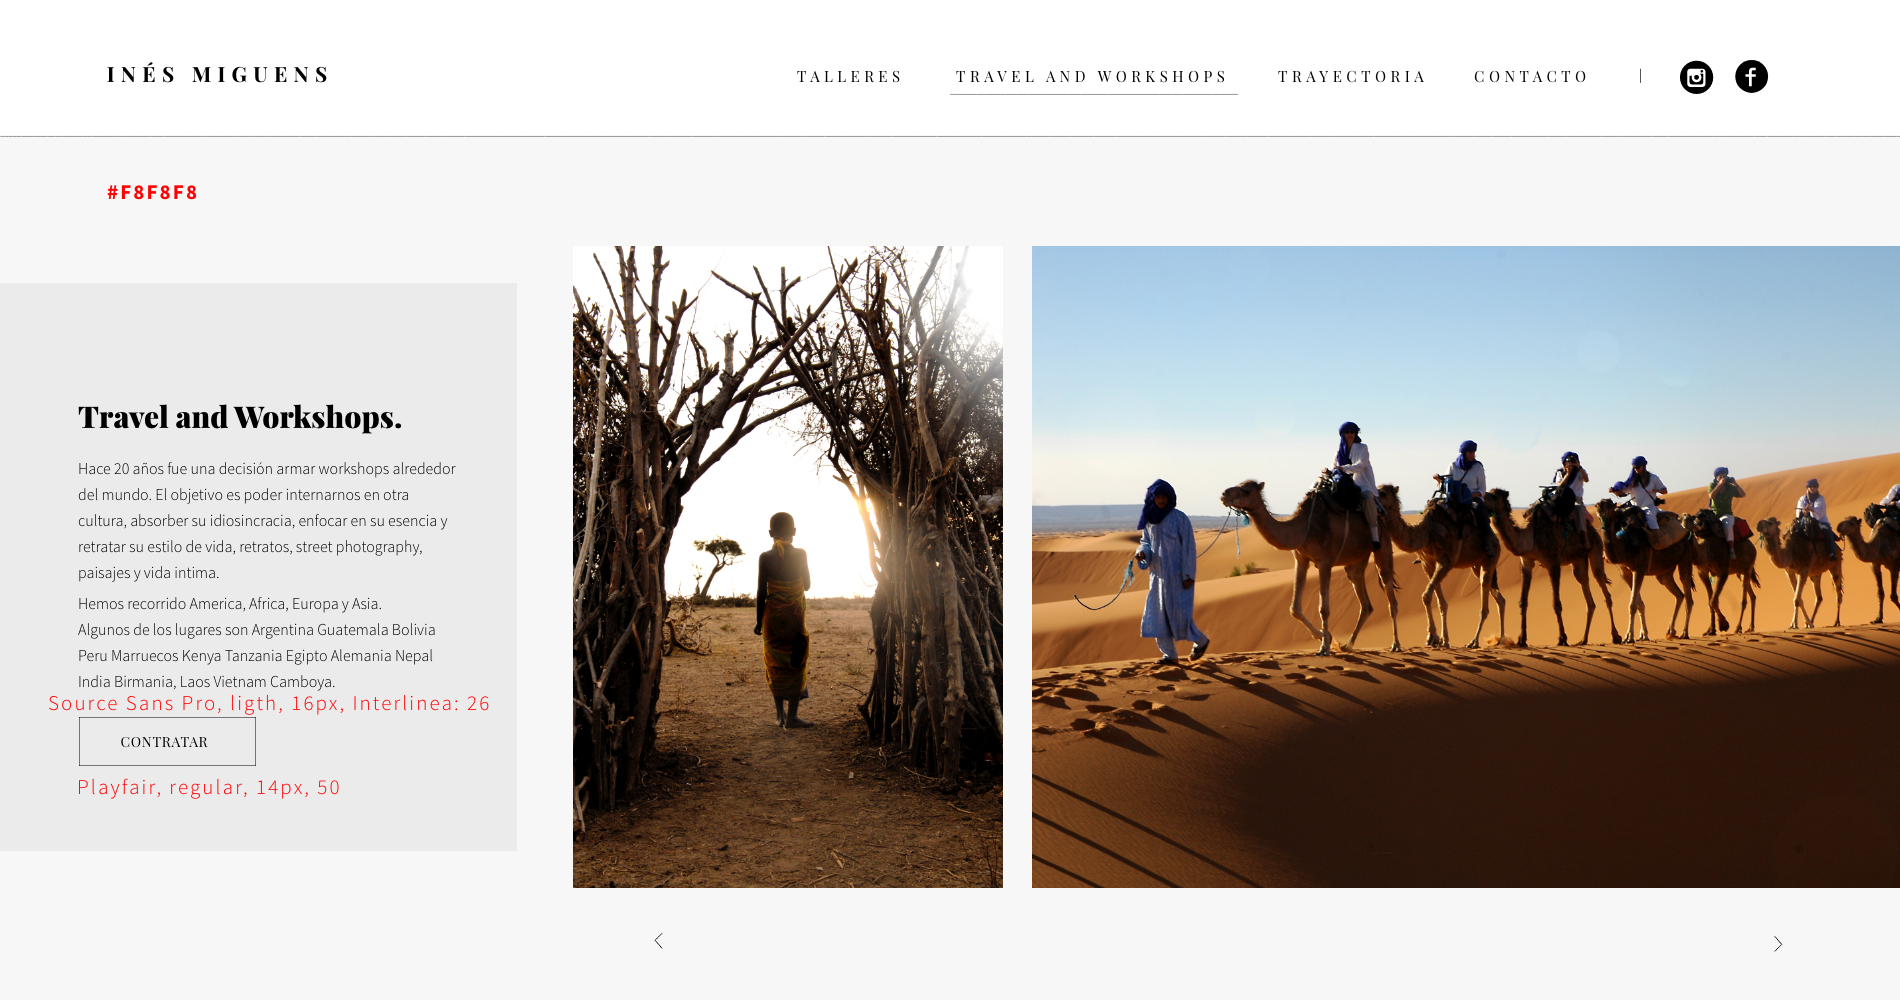 INÉS MIGUENS
TALLERES
TRAVEL AND WORKSHOPS
TRAYECTORIA
CONTACTO
#F8F8F8
Travel and Workshops.
Hace 20 años fue una decisión armar workshops alrededor
del mundo. El objetivo es poder internarnos en otra
cultura, absorber su idiosincracia, enfocar en su esencia y
retratar su estilo de vida, retratos, street photography,
paisajes y vida intima.
Hemos recorrido America, Africa, Europa y Asia.
Algunos de los lugares son Argentina Guatemala Bolivia
Peru Marruecos Kenya Tanzania Egipto Alemania Nepal
India Birmania, Laos Vietnam Camboya.
Source Sans Pro, ligth, 16px, Interlinea: 26
CONTRATAR
Playfair, regular, 14px, 50